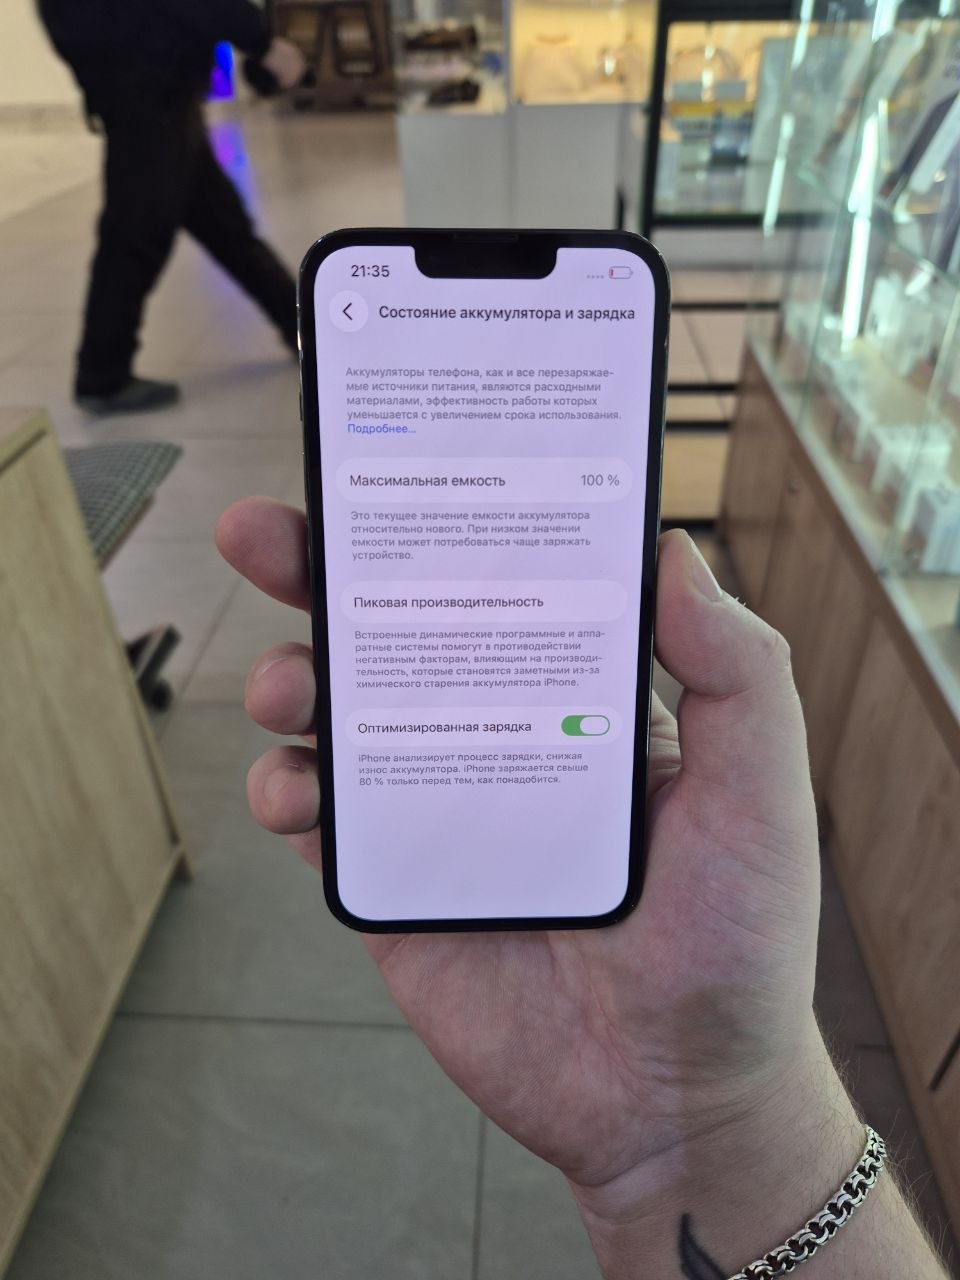 21:35
Состояние аккумулятора и зарядка
Аккумуляторы телефона, как и все перезаряжае-
мые источники питания, являются расходными
материалами, эффективность работы которых
уменьшается с увеличением срока использования.
Подробнее...
Максимальная емкость 100 %
Это текущее значение емкости аккумулятора
относительно нового. При низком значении
емкости может потребоваться чаще заряжать
устройство.
Пиковая производительность
Встроенные динамические программные и аппа-
ратные системы помогут в противодействии
негативным факторам, влияющим на производи-
тельность, которые становятся заметными из-за
химического старения аккумулятора iPhone.
Оптимизированная зарядка
iPhone анализирует процесс зарядки, снижая
износ аккумулятора. iPhone заряжается свыше
80 % только перед тем, как понадобится.